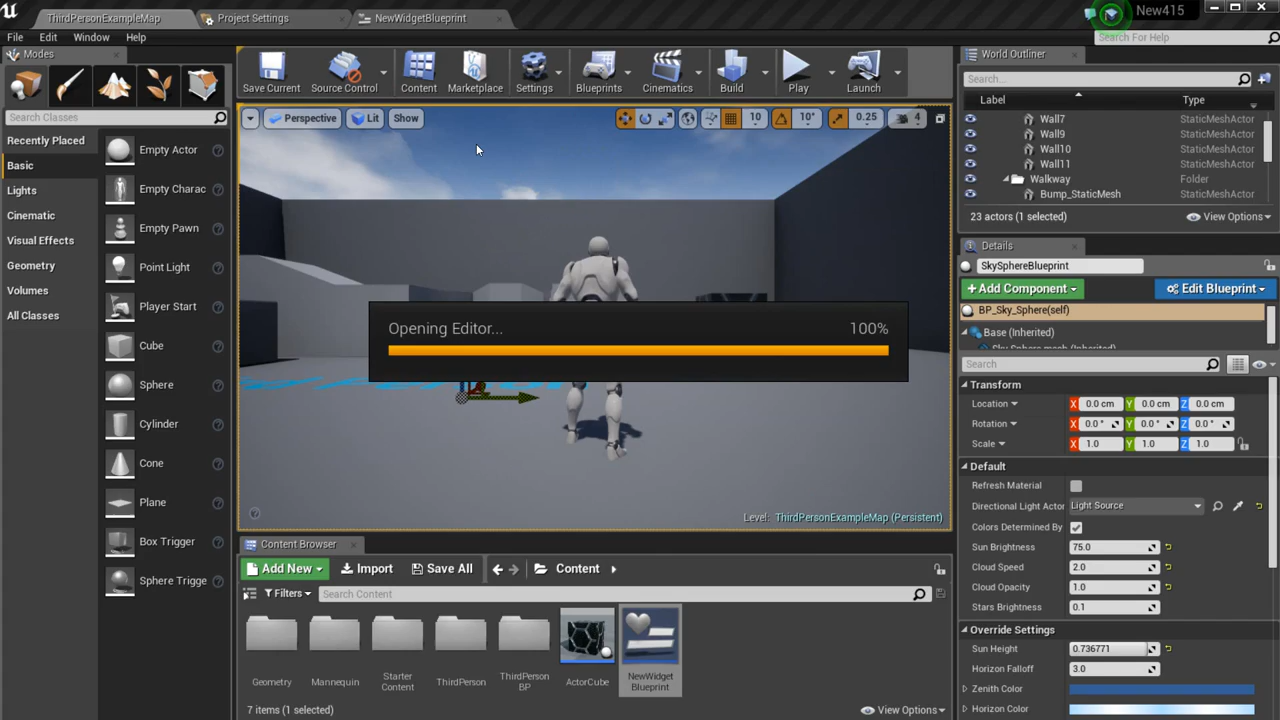 ThirdPersonExampleMap
Project Settings
NewWidgetBlueprint
New415
File Edit Window Help
Search For Help
Modes
Save Current
Source Control
Content
Marketplace
Settings
Blueprints
Cinematics
Build
Play
Launch
Search Classes
Recently Placed
Basic
Lights
Cinematic
Visual Effects
Geometry
Volumes
All Classes
Empty Actor
Empty Charac
Empty Pawn
Point Light
Player Start
Cube
Sphere
Cylinder
Cone
Plane
Box Trigger
Sphere Trigge
Perspective
Lit
Show
10
10°
0.25
4
Opening Editor...
100%
Level: ThirdPersonExampleMap (Persistent)
World Outliner
Search...
Label
Type
Wall7 StaticMeshActor
Wall9 StaticMeshActor
Wall10 StaticMeshActor
Wall11 StaticMeshActor
Walkway Folder
Bump_StaticMesh StaticMeshActor
23 actors (1 selected)
View Options
Details
SkySphereBlueprint
+Add Component
Edit Blueprint
BP_Sky_Sphere(self)
Base (Inherited)
Sky Sphere mesh (Inherited)
Search
Transform
Location X 0.0 cm Y 0.0 cm Z 0.0 cm
Rotation X 0.0 ° Y 0.0 ° Z 0.0 °
Scale X 1.0 Y 1.0 Z 1.0
Default
Refresh Material
Directional Light Actor Light Source
Colors Determined By
Sun Brightness 75.0
Cloud Speed 2.0
Cloud Opacity 1.0
Stars Brightness 0.1
Override Settings
Sun Height 0.736771
Horizon Falloff 3.0
Zenith Color
Horizon Color
Content Browser
Add New
Import
Save All
Content
Filters
Search Content
Geometry
Mannequin
Starter
Content
ThirdPerson
ThirdPerson
BP
ActorCube
NewWidget
Blueprint
7 items (1 selected)
View Options